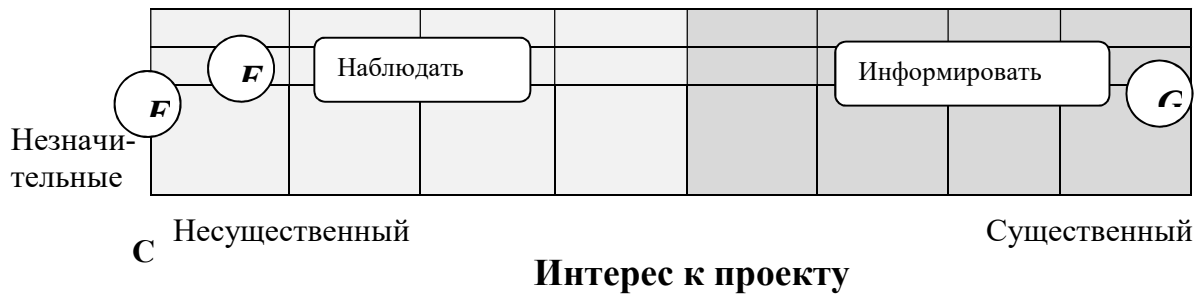 Наблюдать
Информировать
Незначи-
тельные
Несущественный
Существенный
С
Интерес к проекту